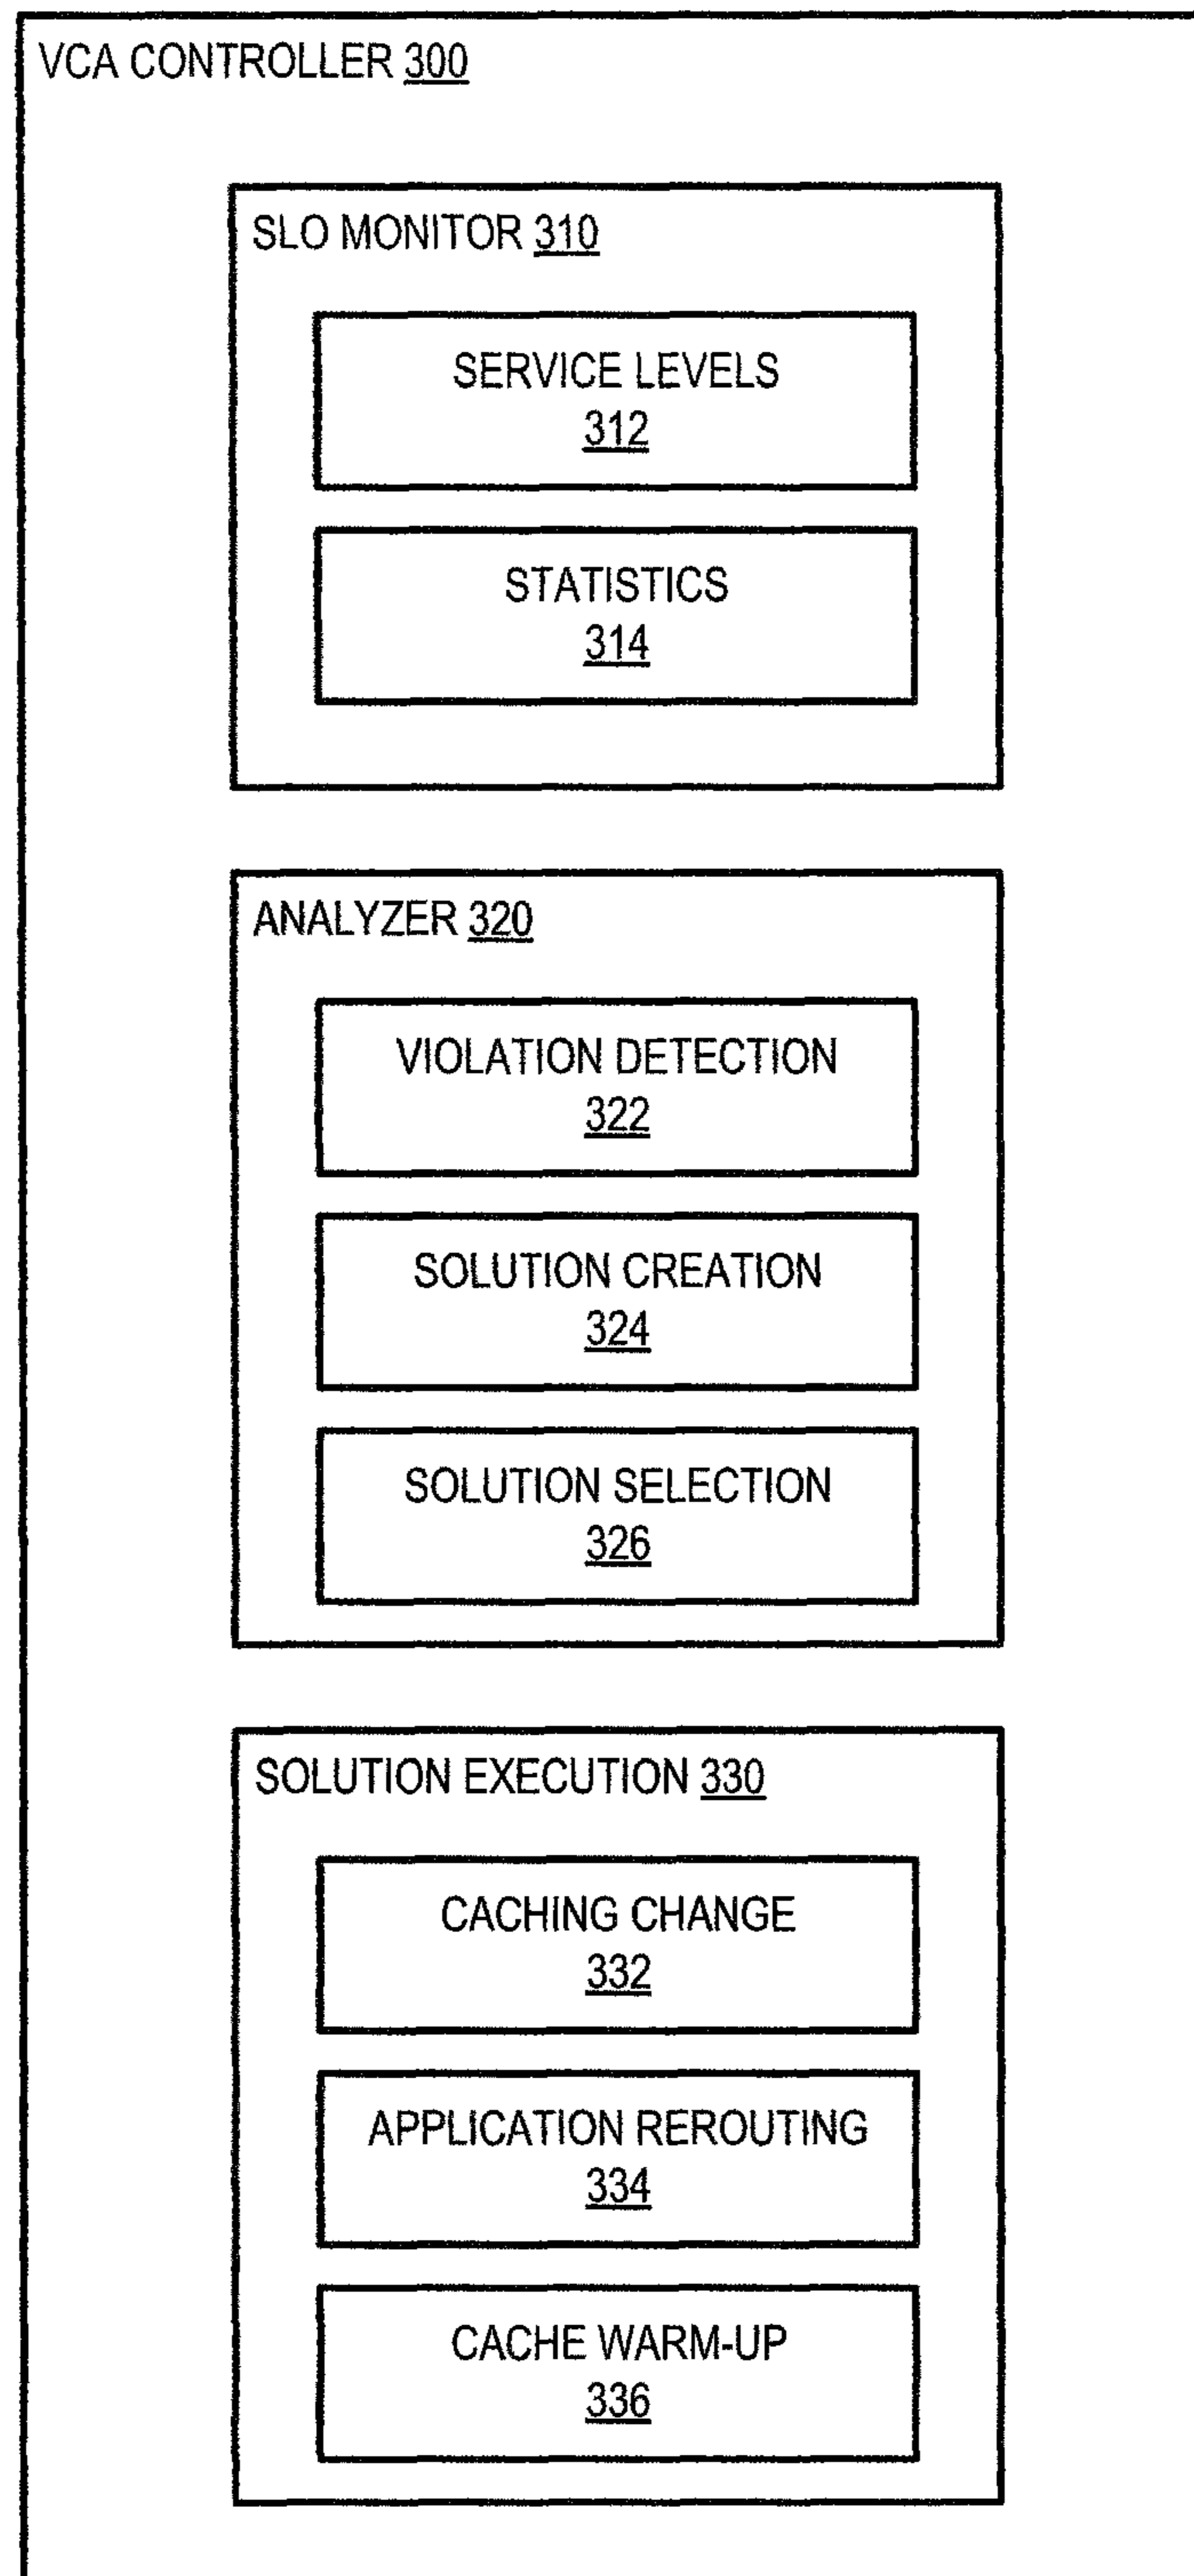 VCA CONTROLLER 300
SLO MONITOR 310
SERVICE LEVELS
312
STATISTICS
314
ANALYZER 320
VIOLATION DETECTION
322
SOLUTION CREATION
324
SOLUTION SELECTION
326
SOLUTION EXECUTION 330
CACHING CHANGE
332
APPLICATION REROUTING
334
CACHE WARM-UP
336